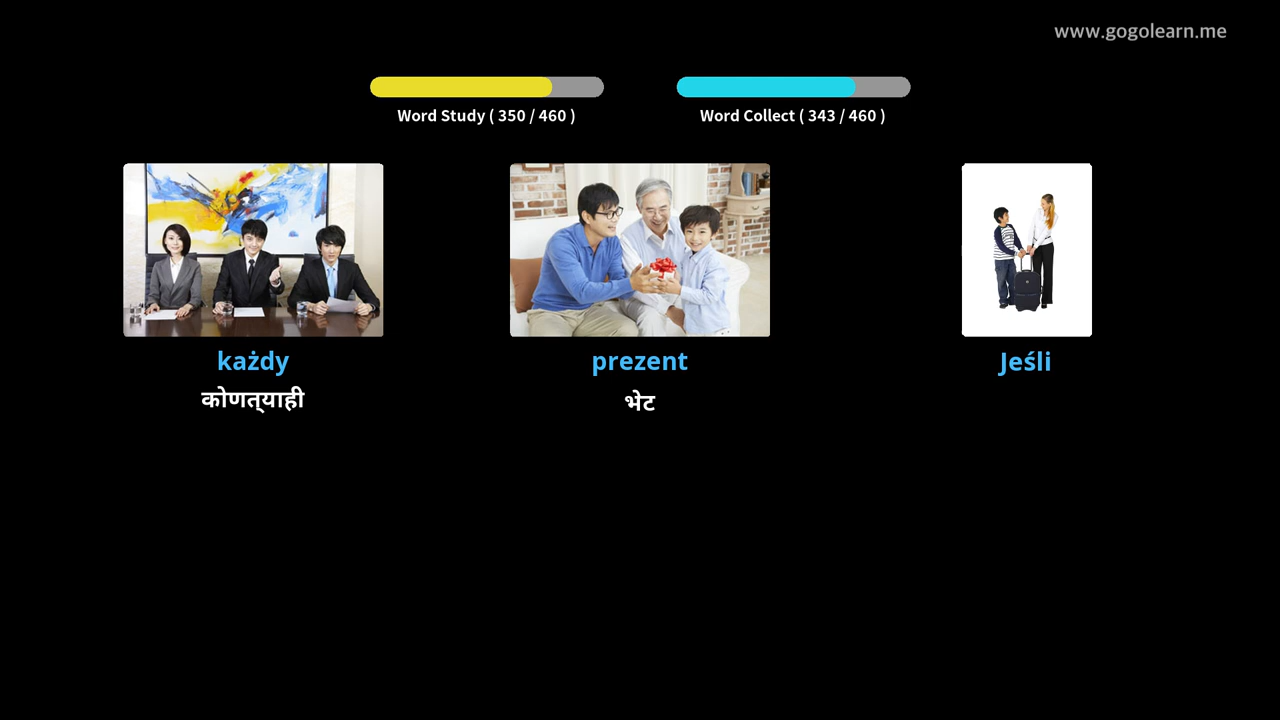 www.gogolearn.me
Word Study ( 350 / 460 )
Word Collect ( 343 / 460 )
każdy
prezent
Jeśli
कोणत्याही
भेट